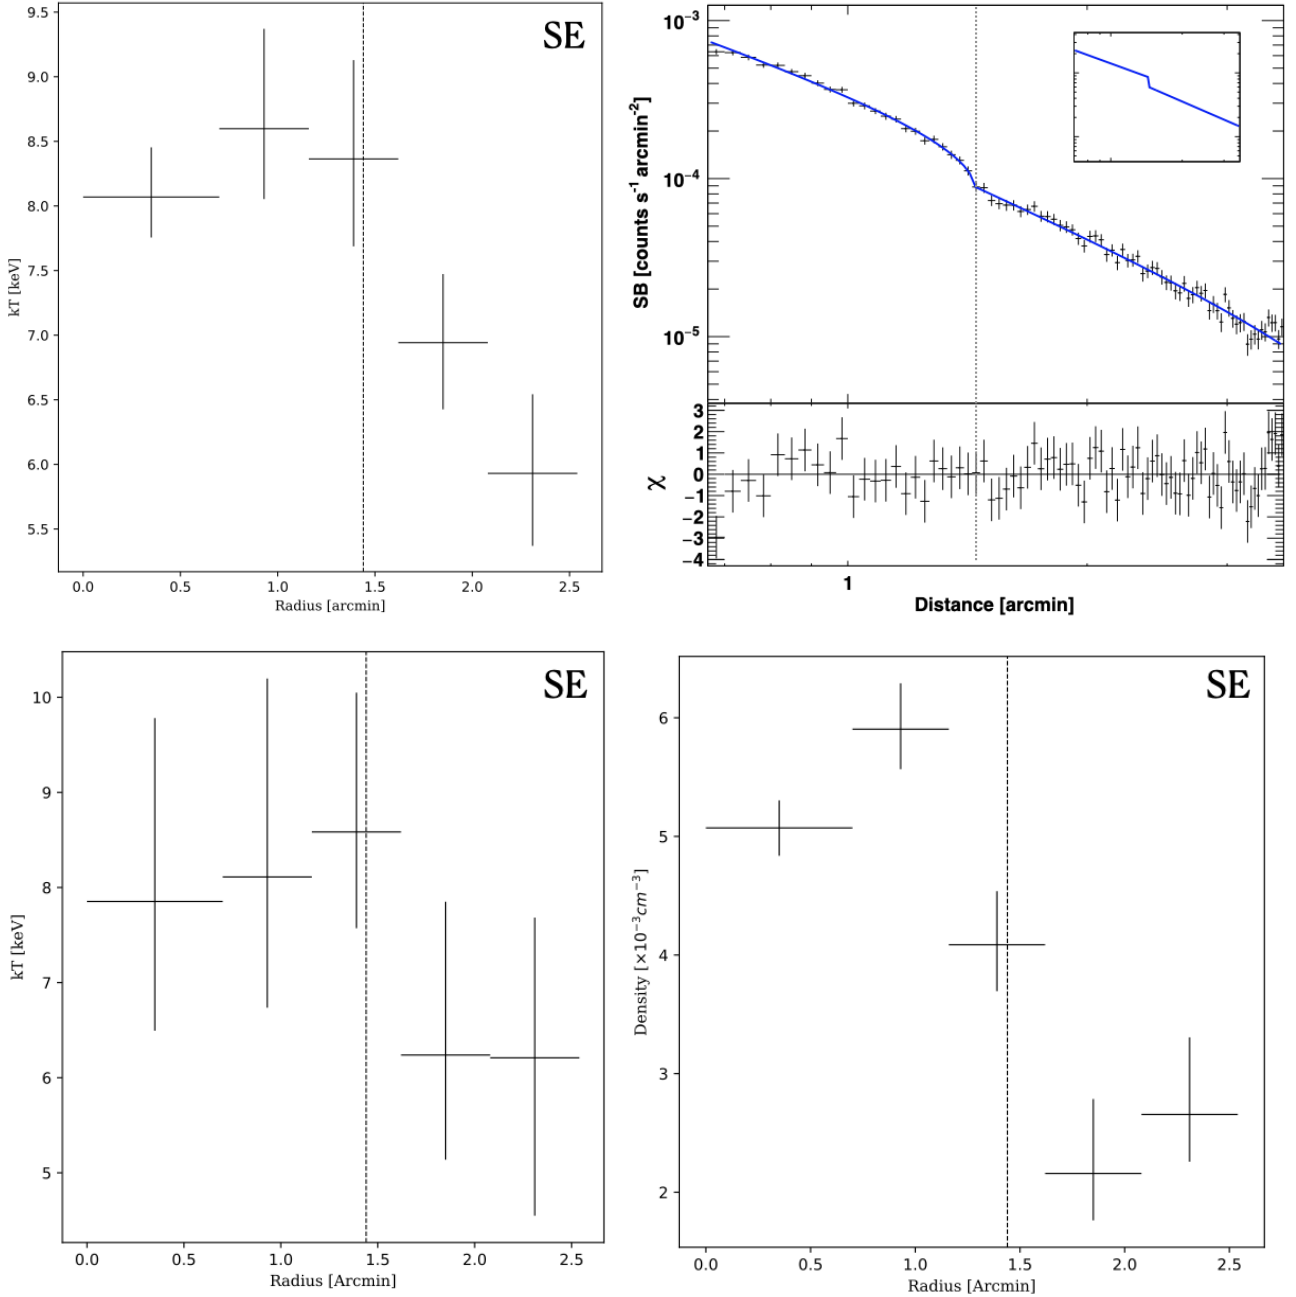 SE
9.5
9.0
8.5
8.0
7.5
7.0
6.5
6.0
5.5
kT [keV]
0.0 0.5 1.0 1.5 2.0 2.5
Radius [arcmin]
10⁻³
10⁻⁴
10⁻⁵
SB [counts s⁻¹ arcmin⁻²]
3
2
1
0
−1
−2
−3
−4
χ
1
Distance [arcmin]
SE
10
9
8
7
6
5
kT [keV]
0.0 0.5 1.0 1.5 2.0 2.5
Radius [Arcmin]
SE
6
5
4
3
2
Density [×10⁻³cm⁻³]
0.0 0.5 1.0 1.5 2.0 2.5
Radius [Arcmin]